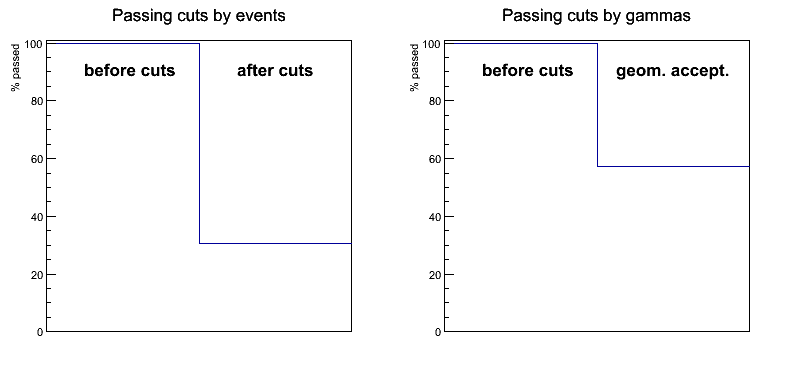 Passing cuts by events
% passed
100
80
60
40
20
0
before cuts
after cuts
Passing cuts by gammas
% passed
100
80
60
40
20
0
before cuts
geom. accept.